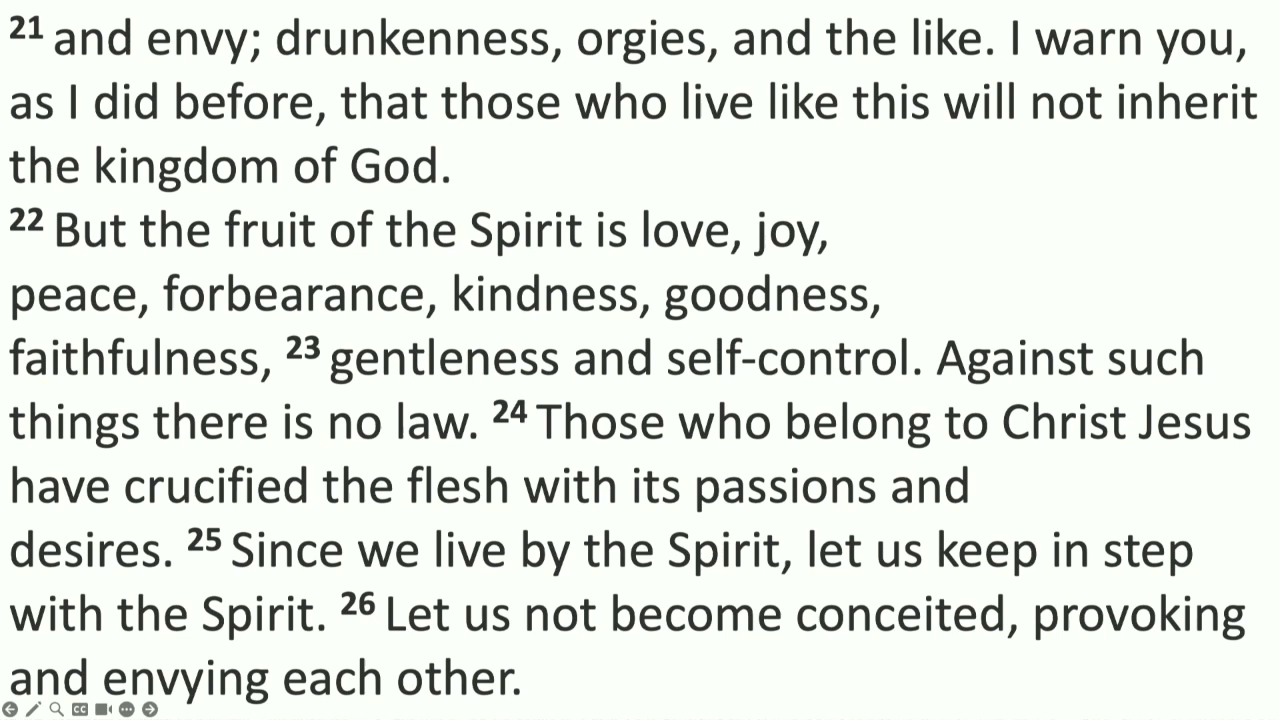 21 and envy; drunkenness, orgies, and the like. I warn you,
as I did before, that those who live like this will not inherit
the kingdom of God.
22 But the fruit of the Spirit is love, joy,
peace, forbearance, kindness, goodness,
faithfulness, 23 gentleness and self-control. Against such
things there is no law. 24 Those who belong to Christ Jesus
have crucified the flesh with its passions and
desires. 25 Since we live by the Spirit, let us keep in step
with the Spirit. 26 Let us not become conceited, provoking
and envying each other.
CC